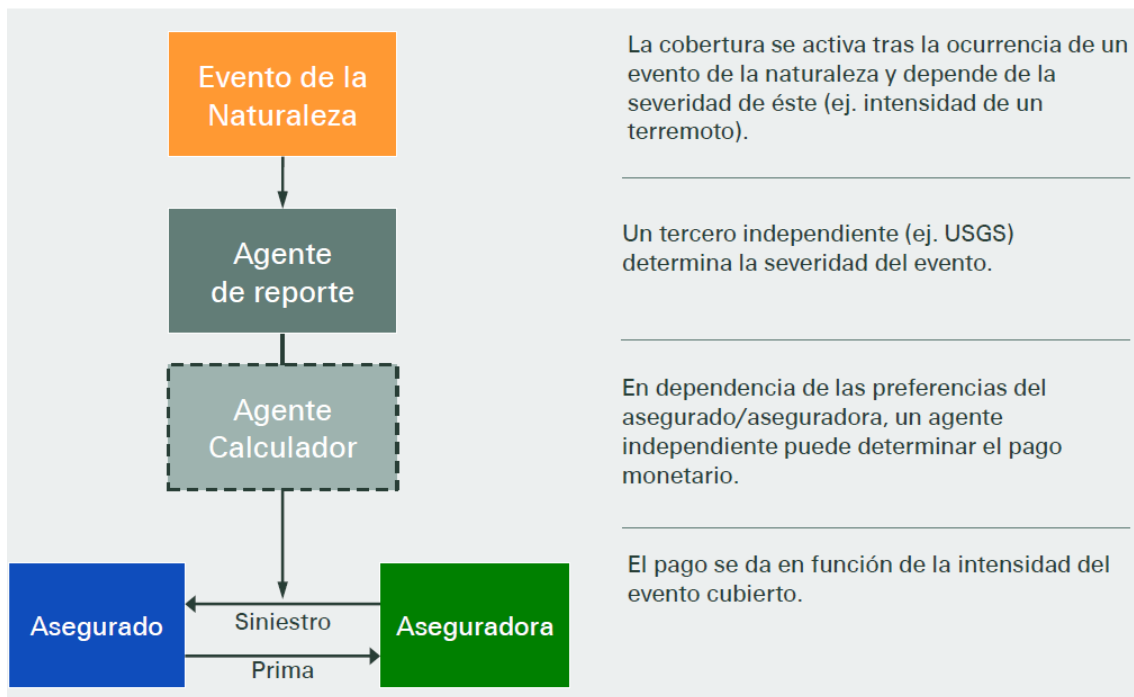 Evento de la
Naturaleza
La cobertura se activa tras la ocurrencia de un
evento de la naturaleza y depende de la
severidad de éste (ej. intensidad de un
terremoto).
Agente
de reporte
Un tercero independiente (ej. USGS)
determina la severidad del evento.
Agente
Calculador
En dependencia de las preferencias del
asegurado/aseguradora, un agente
independiente puede determinar el pago
monetario.
Asegurado
Siniestro
Prima
Aseguradora
El pago se da en función de la intensidad del
evento cubierto.